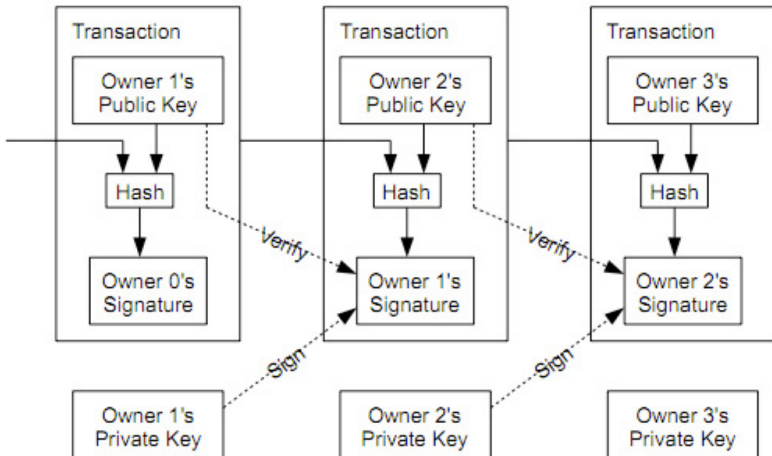 Transaction
Owner 1's
Public Key
Hash
Owner 0's
Signature
Transaction
Owner 2's
Public Key
Hash
Verify
Owner 1's
Signature
Transaction
Owner 3's
Public Key
Hash
Verify
Owner 2's
Signature
Sign
Sign
Owner 1's
Private Key
Owner 2's
Private Key
Owner 3's
Private Key